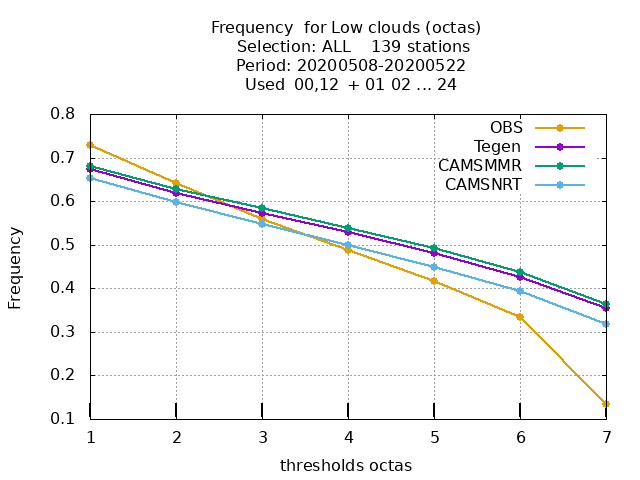 Frequency  for Low clouds (octas)
Selection: ALL    139 stations
Period: 20200508-20200522
Used  00,12  + 01 02 ... 24
OBS
Tegen
CAMSMMR
CAMSNRT
0.8
0.7
0.6
0.5
0.4
0.3
0.2
0.1
Frequency
1 2 3 4 5 6 7
thresholds octas